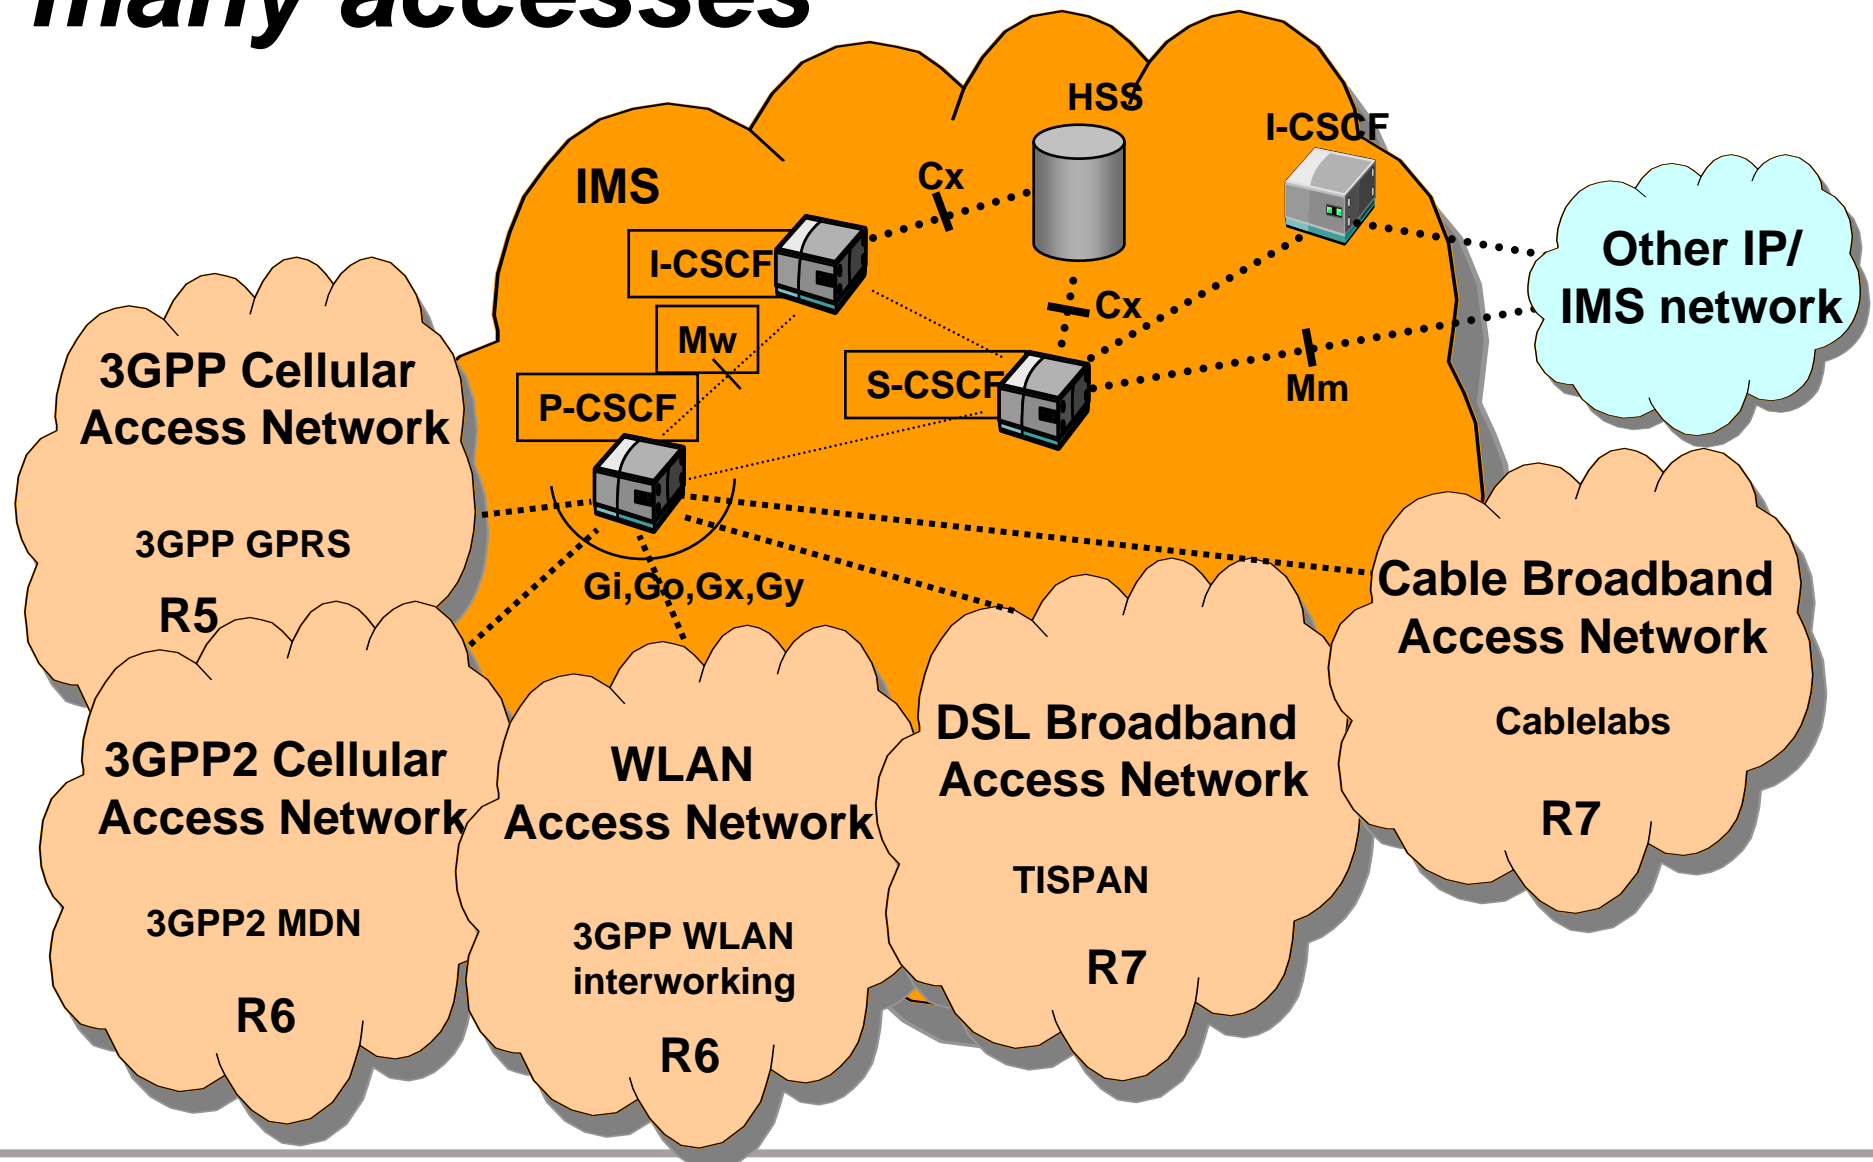 many accesses
HSS
I-CSCF
IMS
Cx
Other IP/
IMS network
I-CSCF
Cx
Mw
S-CSCF
Mm
P-CSCF
3GPP Cellular
Access Network
3GPP GPRS
R5
Gi,Go,Gx,Gy
Cable Broadband
Access Network
Cablelabs
R7
3GPP2 Cellular
Access Network
3GPP2 MDN
R6
WLAN
Access Network
3GPP WLAN
interworking
R6
DSL Broadband
Access Network
TISPAN
R7